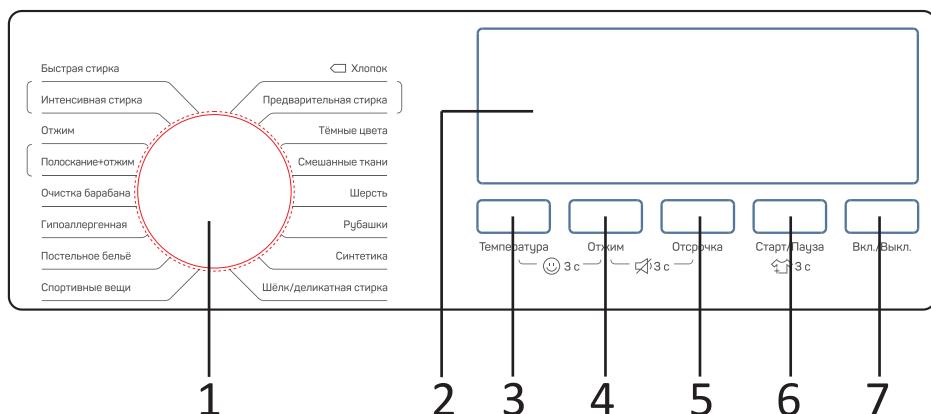 Быстрая стирка
Интенсивная стирка
Отжим
Полоскание+отжим
Очистка барабана
Гипоаллергенная
Постельное бельё
Спортивные вещи
Хлопок
Предварительная стирка
Тёмные цвета
Смешанные ткани
Шерсть
Рубашки
Синтетика
Шёлк/деликатная стирка
Температура Отжим Отсрочка Старт/Пауза Вкл./Выкл.
3 с 3 с 3 с
1 2 3 4 5 6 7